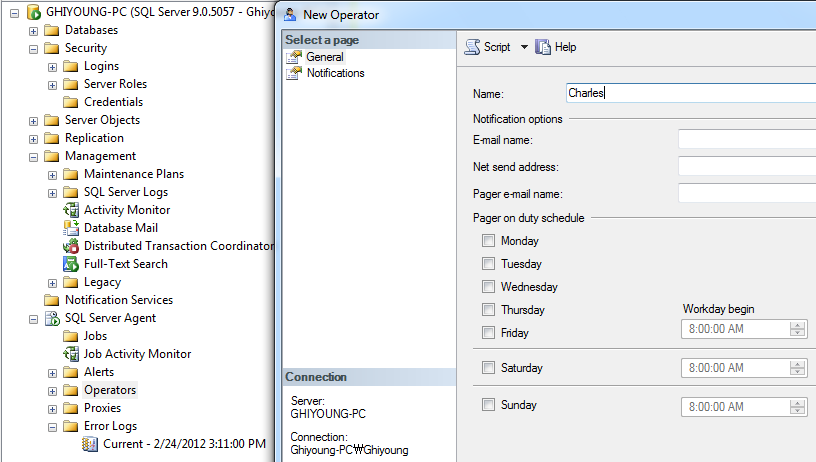 GHIYOUNG-PC (SQL Server 9.0.5057 - Ghiyo
Databases
Security
Logins
Server Roles
Credentials
Server Objects
Replication
Management
Maintenance Plans
SQL Server Logs
Activity Monitor
Database Mail
Distributed Transaction Coordinator
Full-Text Search
Legacy
Notification Services
SQL Server Agent
Jobs
Job Activity Monitor
Alerts
Operators
Proxies
Error Logs
Current - 2/24/2012 3:11:00 PM
New Operator
Select a page
General
Notifications
Script Help
Name: Charles
Notification options
E-mail name:
Net send address:
Pager e-mail name:
Pager on duty schedule
Monday
Tuesday
Wednesday
Thursday Workday begin
Friday 8:00:00 AM
Saturday 8:00:00 AM
Sunday 8:00:00 AM
Connection
Server:
GHIYOUNG-PC
Connection:
Ghiyoung-PC₩Ghiyoung